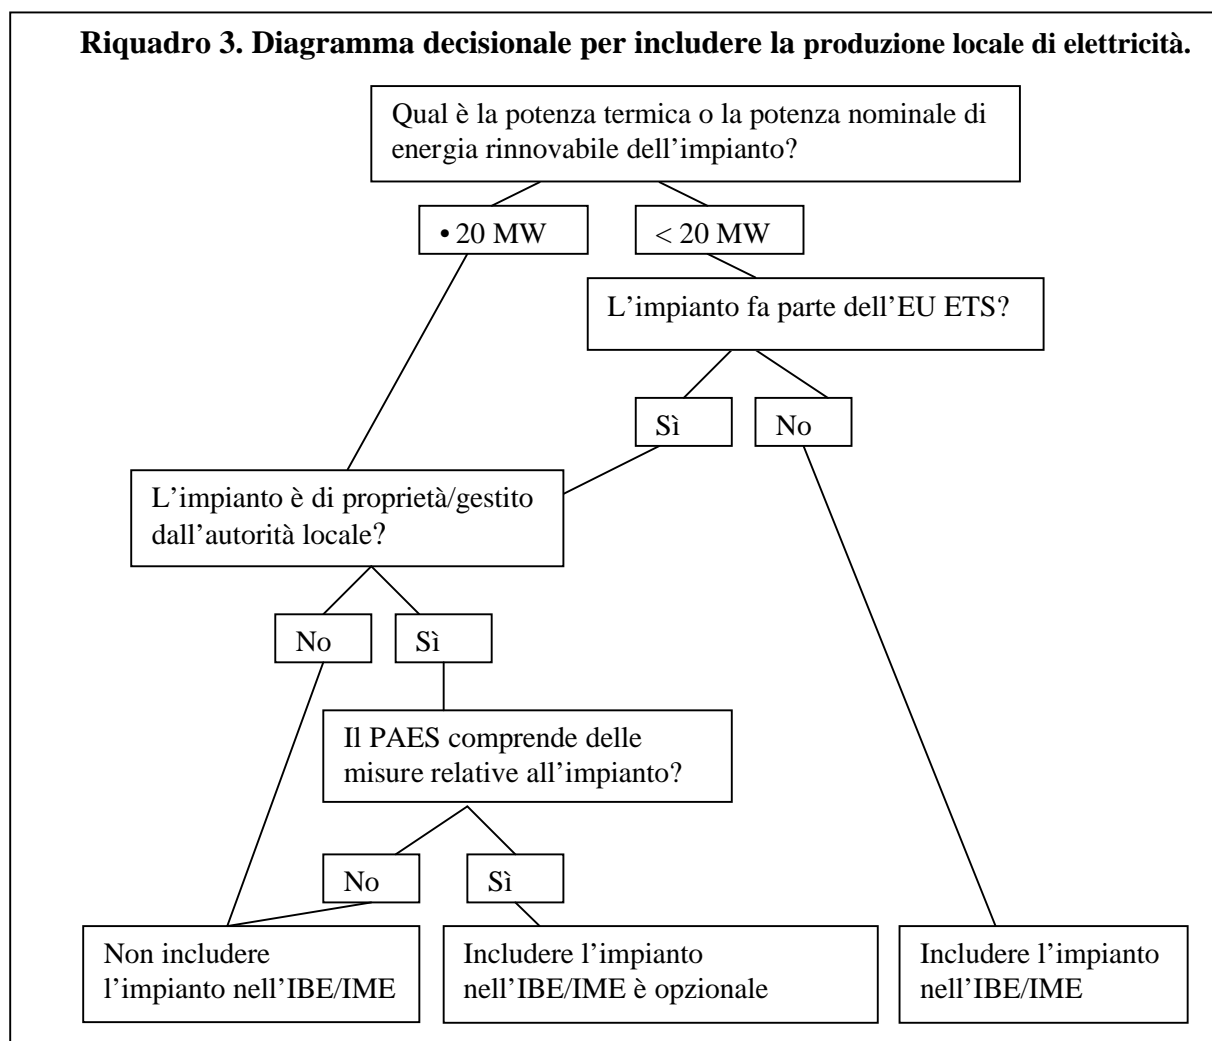 Riquadro 3. Diagramma decisionale per includere la produzione locale di elettricità.
Qual è la potenza termica o la potenza nominale di
energia rinnovabile dell’impianto?
• 20 MW
< 20 MW
L’impianto fa parte dell’EU ETS?
Sì
No
L’impianto è di proprietà/gestito
dall’autorità locale?
No
Sì
Il PAES comprende delle
misure relative all’impianto?
No
Sì
Non includere
l’impianto nell’IBE/IME
Includere l’impianto
nell’IBE/IME è opzionale
Includere l’impianto
nell’IBE/IME